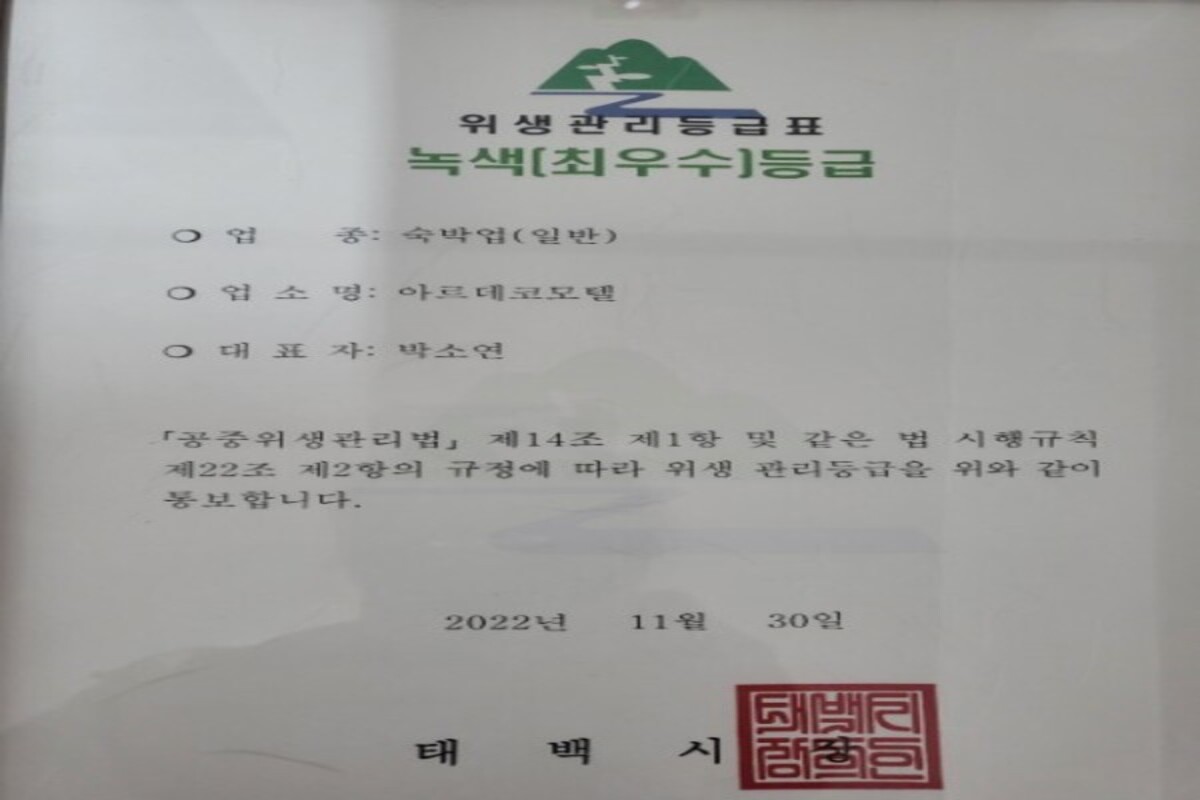 위생관리등급표
녹색(최우수)등급
○ 업 종: 숙박업(일반)
○ 업 소 명: 아르데코모텔
○ 대 표 자: 박소연
「공중위생관리법」 제14조 제1항 및 같은 법 시행규칙
제22조 제2항의 규정에 따라 위생 관리등급을 위와 같이
통보합니다.
2022년 11월 30일
태 백 시 장